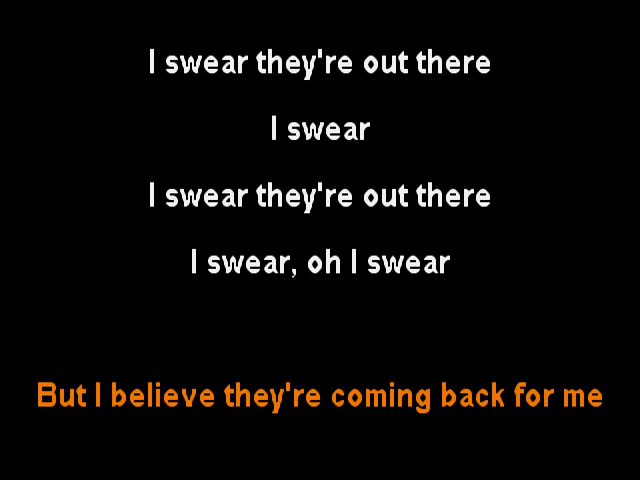 I swear they're out there
I swear
I swear they're out there
I swear, oh I swear
But I believe they're coming back for me